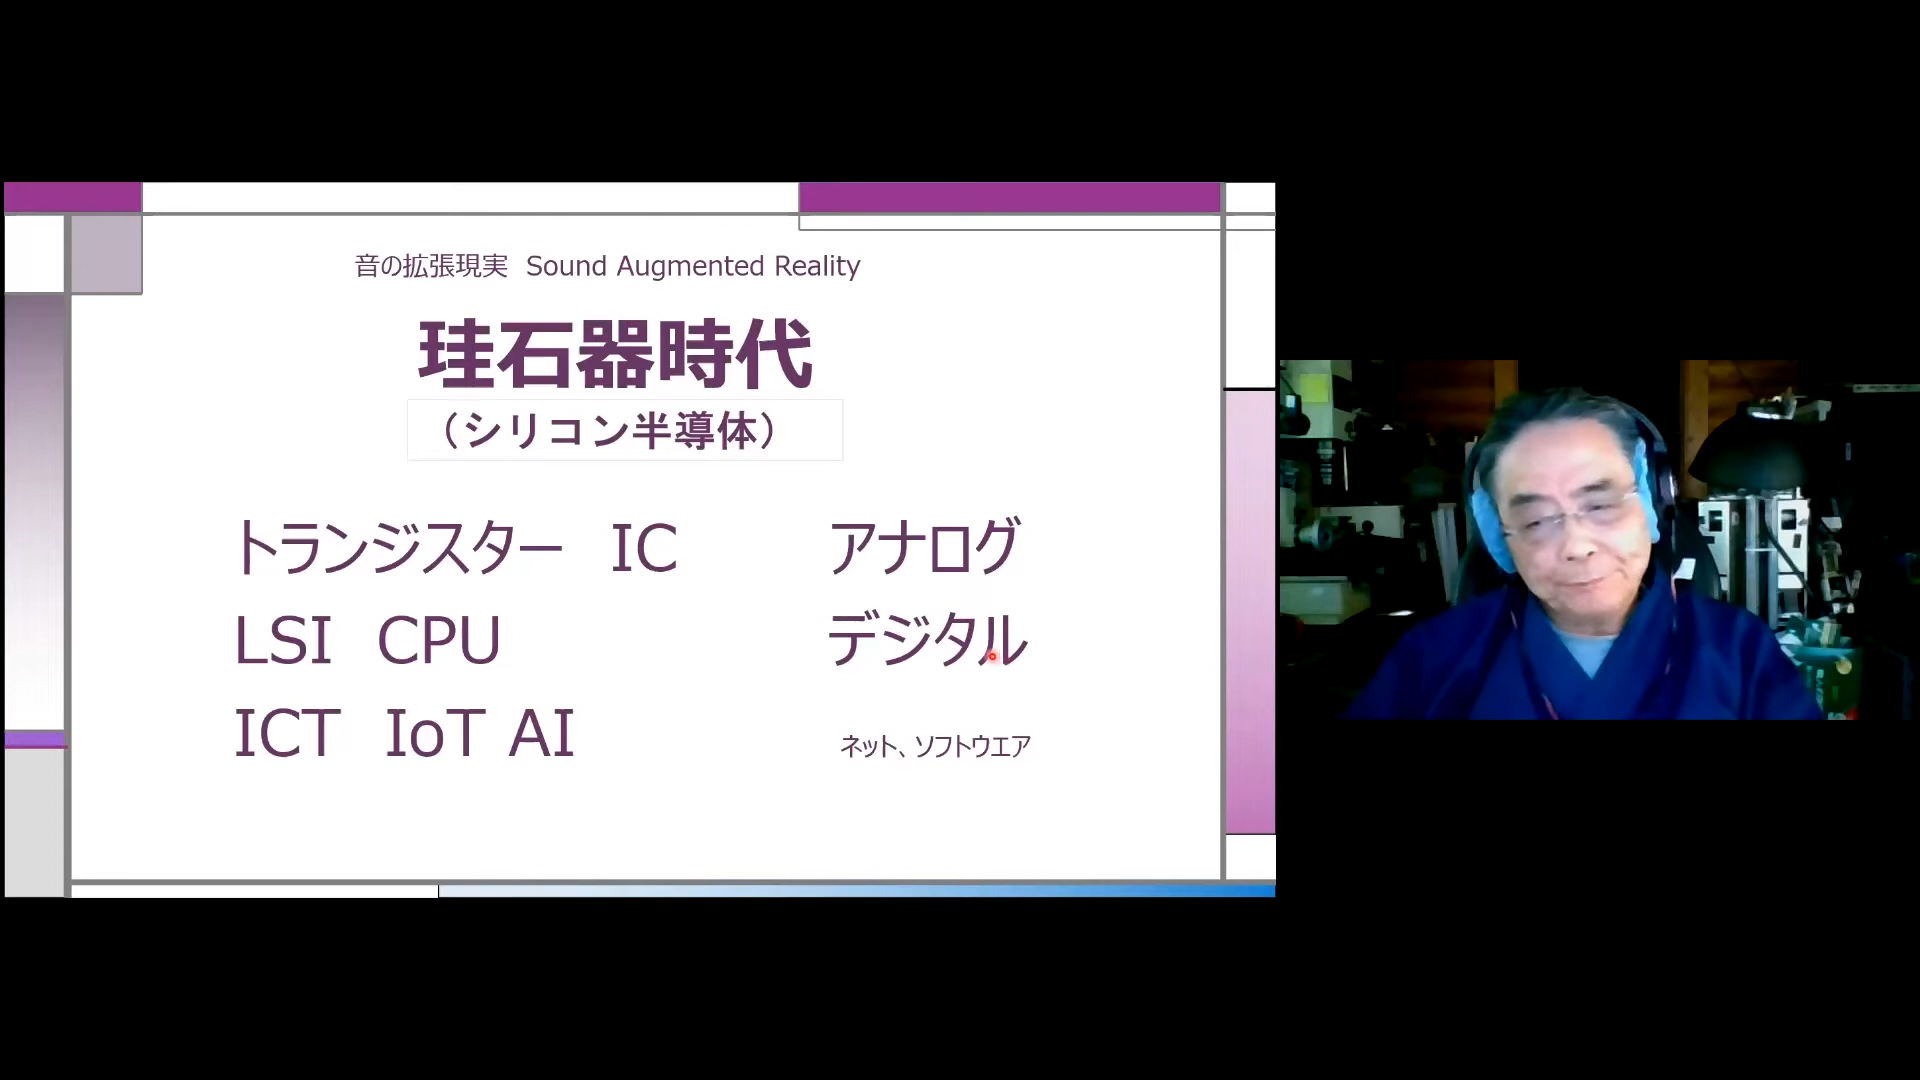 音の拡張現実 Sound Augmented Reality
珪石器時代
（シリコン半導体）
トランジスター IC アナログ
LSI CPU デジタル
ICT IoT AI ネット、ソフトウエア